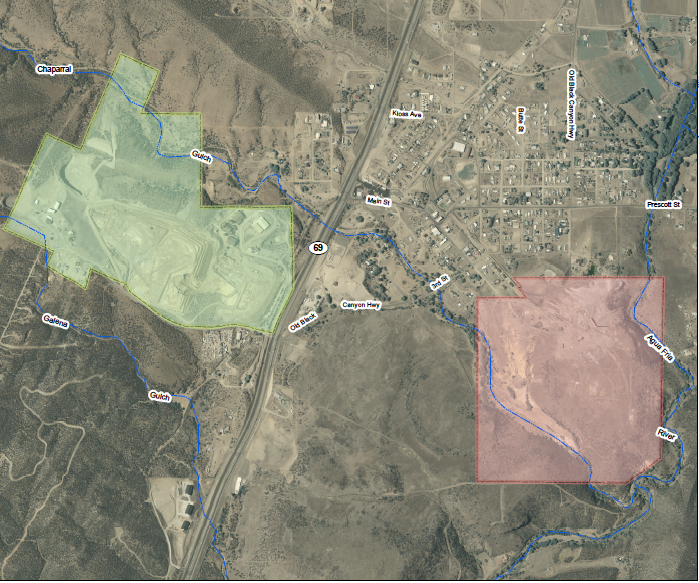 Chaparral
Gulch
Kloss Ave
Butte St
Old Black Canyon Hwy
Main St
Prescott St
69
3rd St
Old Black
Canyon Hwy
Galena
Gulch
Agua Fria
River